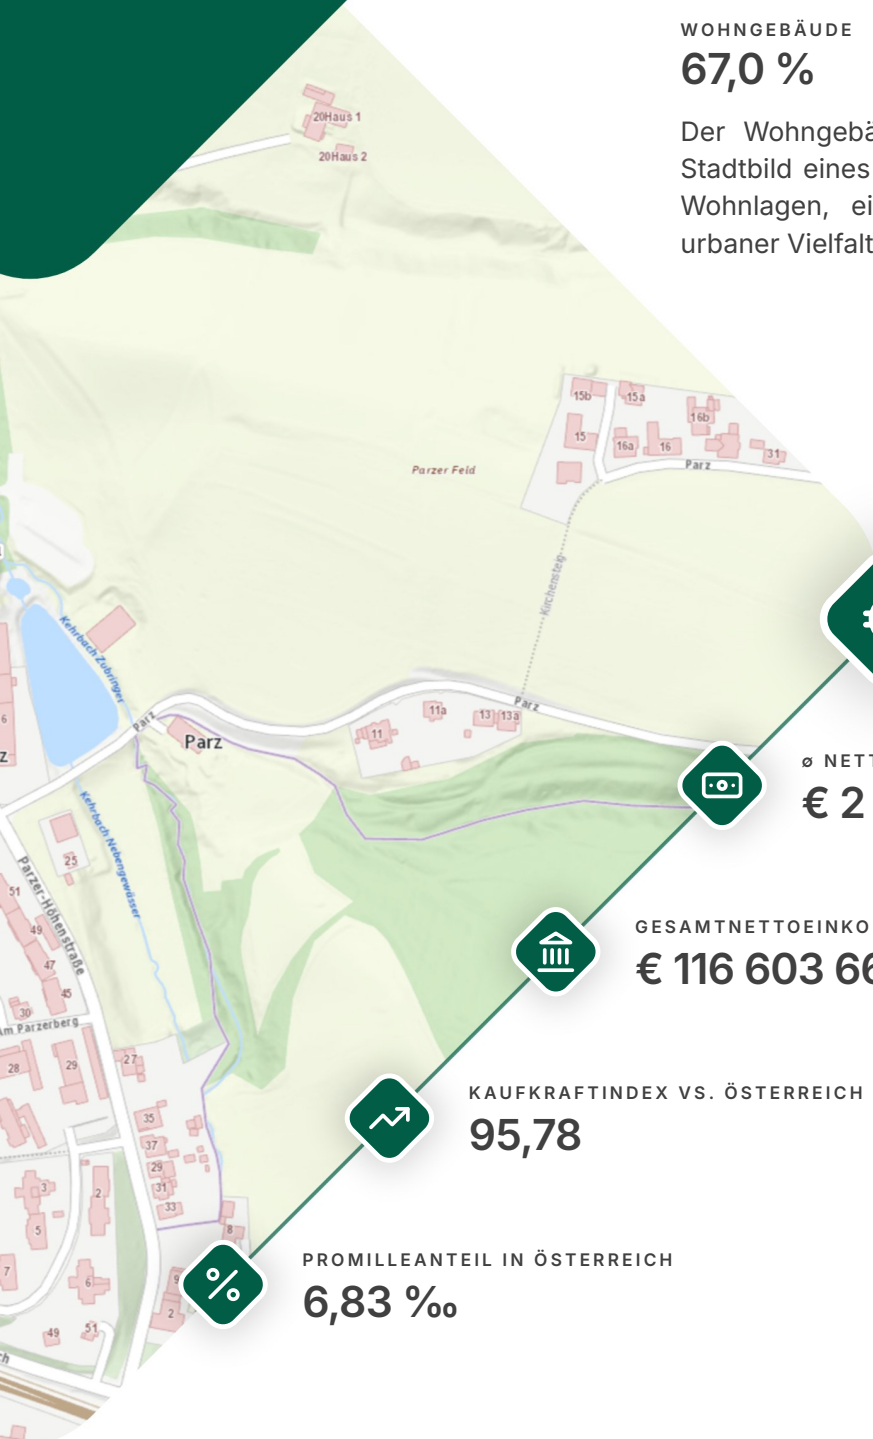 WOHNGEBÄUDE
67,0 %
Der Wohngebä
Stadtbild eines
Wohnlagen, ei
urbaner Vielfalt
20Haus 1
20Haus 2
15b
15a
16b
15
16a
16
31
Parz
Parzer Feld
Kirchensteig
Kehrbach Zubringer
6
z
Parz
Parz
11
11a
13
13a
Parz
ø NETT
€ 2
Kehrbach Nebengewässer
25
Parzer-Höhenstraße
51
49
47
45
30
Am Parzerberg
GESAMTNETTOEINKO
€ 116 603 66
28
29
27
35
37
29
31
33
KAUFKRAFTINDEX VS. ÖSTERREICH
95,78
3
2
5
8
7
6
9
2
49
51
ch
PROMILLEANTEIL IN ÖSTERREICH
6,83 ‰